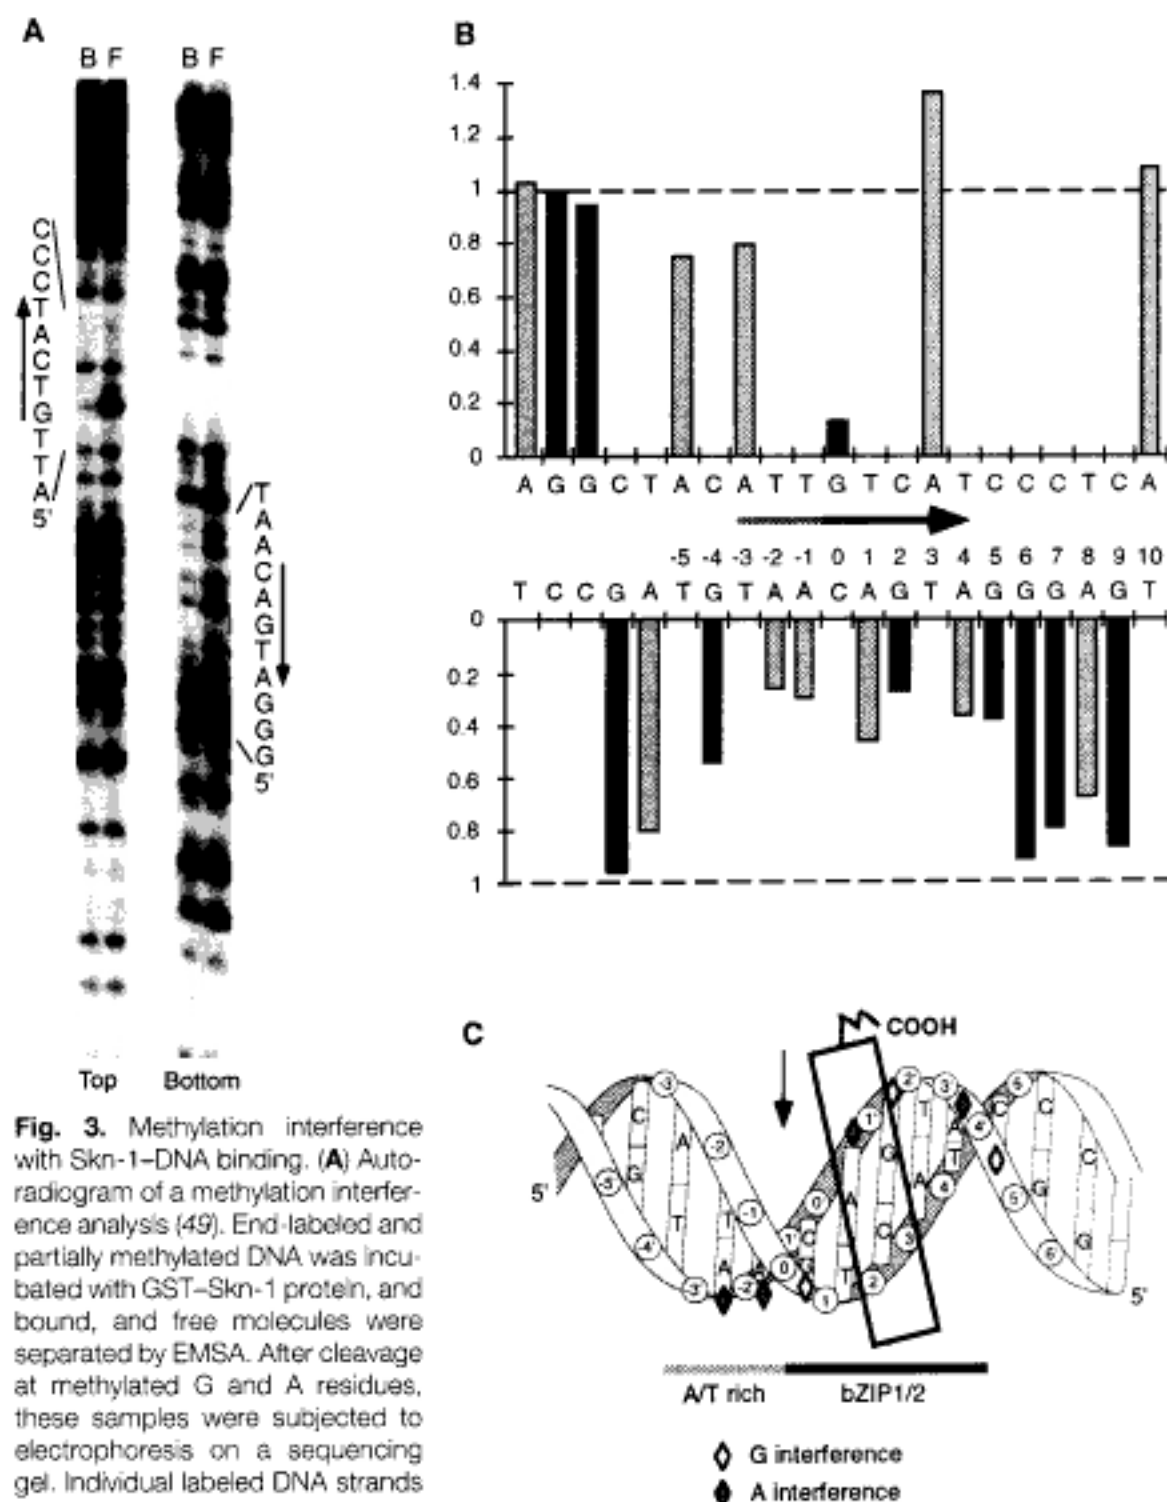 A
B F
B F
C
C
C
T
A
C
T
G
T
T
A
5'
T
A
A
C
A
G
T
A
G
G
G
5'
Top
Bottom
B
1.4
1.2
1
0.8
0.6
0.4
0.2
0
A G G C T A C A T T G T C A T C C C T C A
-5 -4 -3 -2 -1 0 1 2 3 4 5 6 7 8 9 10
T C C G A T G T A A C A G T A G G G A G T
0
0.2
0.4
0.6
0.8
1
Fig. 3. Methylation interference
with Skn-1–DNA binding. (A) Auto-
radiogram of a methylation interfer-
ence analysis (49). End-labeled and
partially methylated DNA was incu-
bated with GST–Skn-1 protein, and
bound, and free molecules were
separated by EMSA. After cleavage
at methylated G and A residues,
these samples were subjected to
electrophoresis on a sequencing
gel. Individual labeled DNA strands
C
COOH
5'
5'
A/T rich
bZIP1/2
G interference
A interference